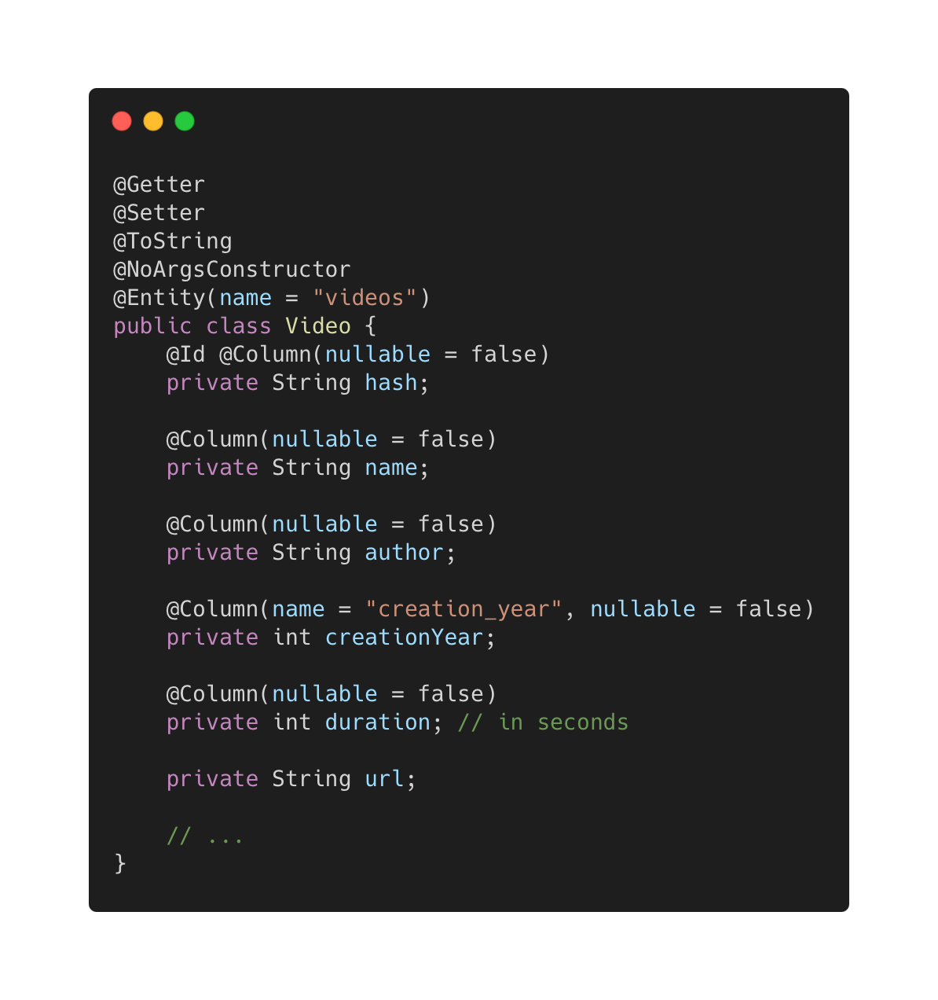 @Getter
@Setter
@ToString
@NoArgsConstructor
@Entity(name = "videos")
public class Video {
    @Id @Column(nullable = false)
    private String hash;

    @Column(nullable = false)
    private String name;

    @Column(nullable = false)
    private String author;

    @Column(name = "creation_year", nullable = false)
    private int creationYear;

    @Column(nullable = false)
    private int duration; // in seconds

    private String url;

    // ...
}